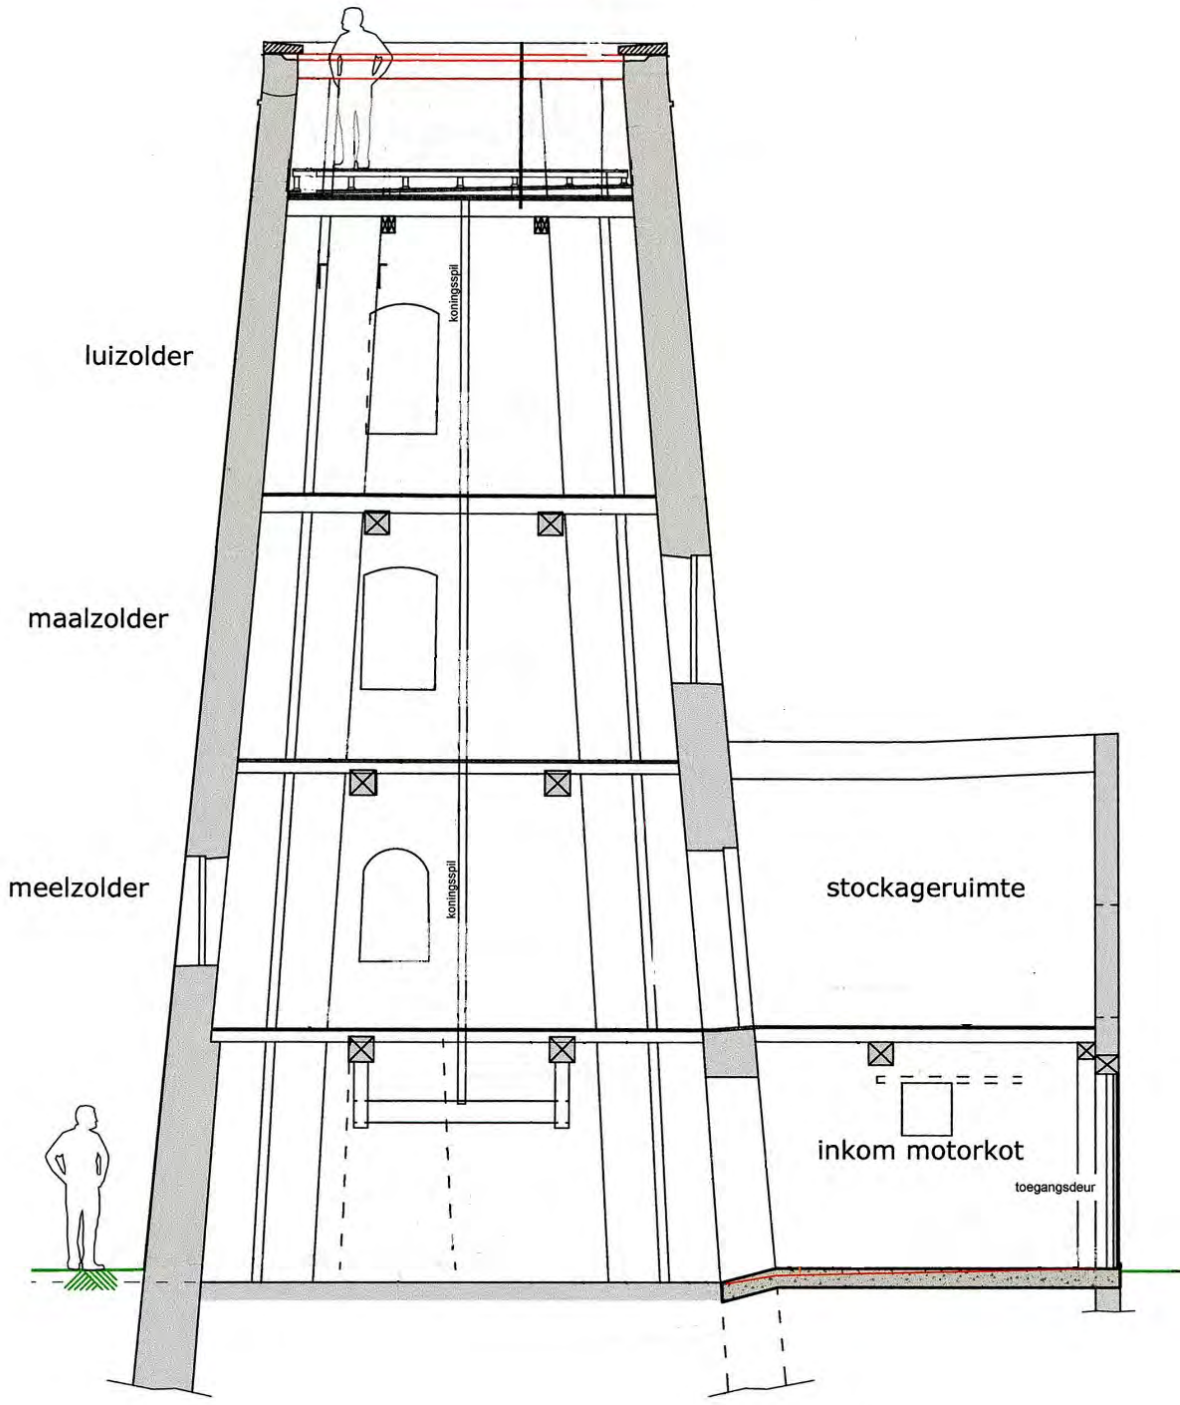 koningsspil
luizolder
maalzolder
koningsspil
meelzolder
stockageruimte
inkom motorkot
toegangsdeur